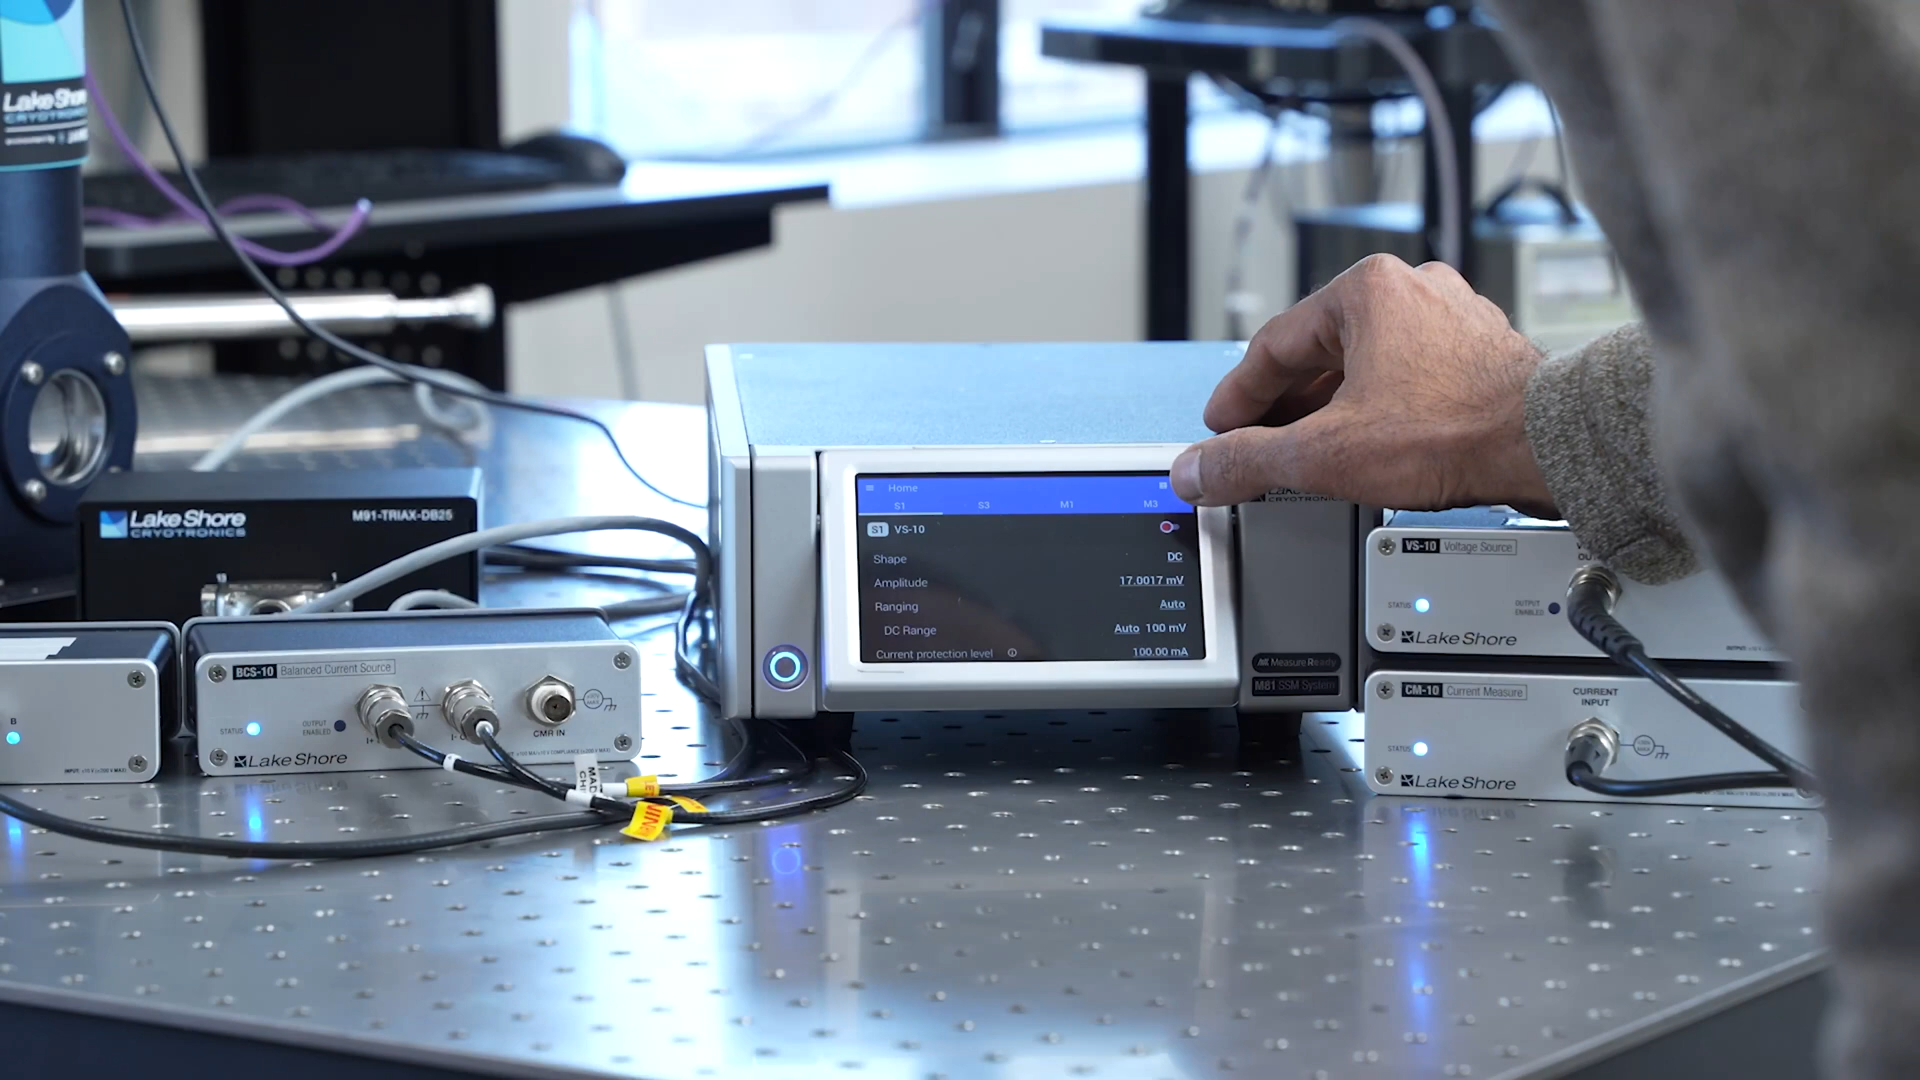 Lake Shore
CRYOTRONICS
Lake Shore
CRYOTRONICS
M91-TRIAX-DB25
B
BCS-10 Balanced Current Source
STATUS
OUTPUT
ENABLED
CMR IN
Lake Shore
Home
S1 S3 M1 M3
S1 VS-10
Shape DC
Amplitude 17.0017 mV
Ranging Auto
DC Range Auto 100 mV
Current protection level 100.00 mA
CRYOTRONICS
MeasureReady
M81 SSM System
VS-10 Voltage Source
STATUS
OUTPUT
ENABLED
Lake Shore
CM-10 Current Measure
CURRENT
INPUT
STATUS
Lake Shore